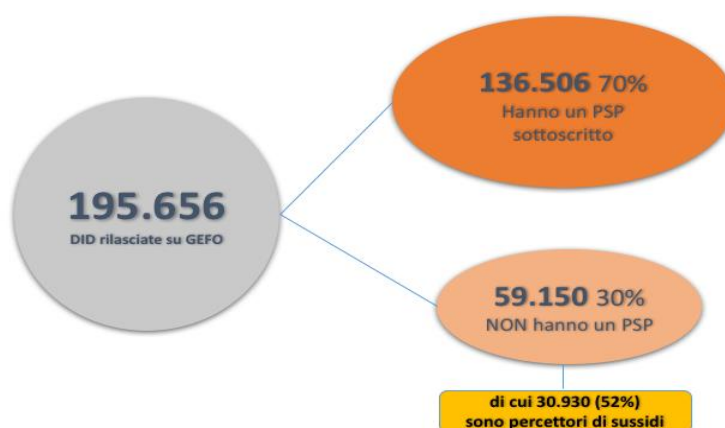 195.656
DID rilasciate su GEFO
136.506 70%
Hanno un PSP
sottoscritto
59.150 30%
NON hanno un PSP
di cui 30.930 (52%)
sono percettori di sussidi